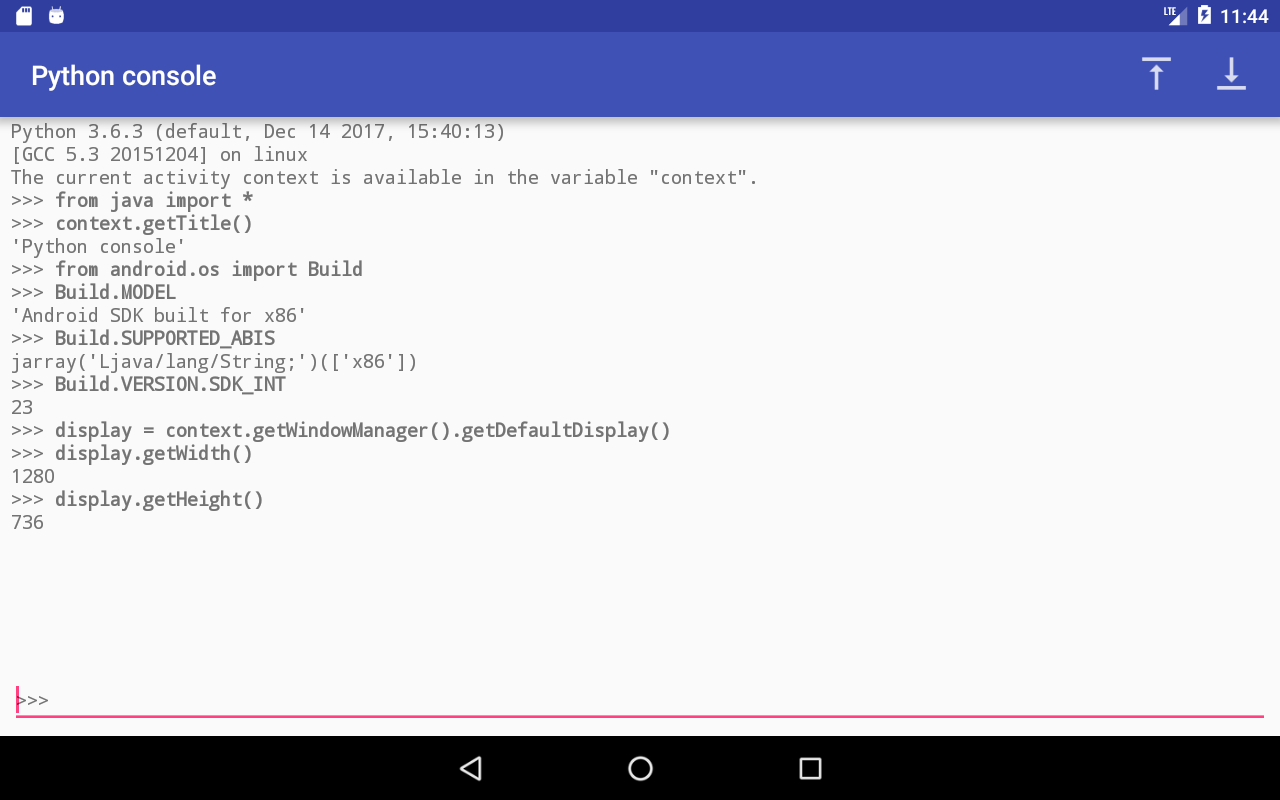 LTE 11:44
Python console
Python 3.6.3 (default, Dec 14 2017, 15:40:13)
[GCC 5.3 20151204] on linux
The current activity context is available in the variable "context".
>>> from java import *
>>> context.getTitle()
'Python console'
>>> from android.os import Build
>>> Build.MODEL
'Android SDK built for x86'
>>> Build.SUPPORTED_ABIS
jarray('Ljava/lang/String;')(['x86'])
>>> Build.VERSION.SDK_INT
23
>>> display = context.getWindowManager().getDefaultDisplay()
>>> display.getWidth()
1280
>>> display.getHeight()
736
>>>